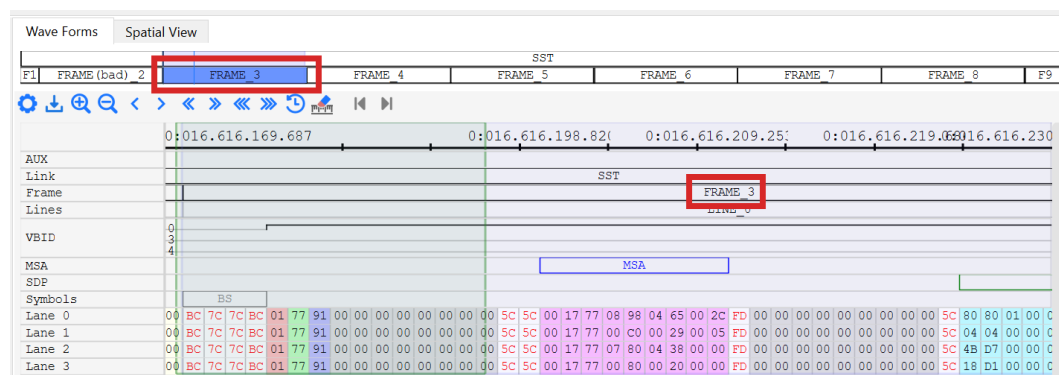 Wave Forms Spatial View
SST
F1 FRAME(bad)_2 FRAME_3 FRAME_4 FRAME_5 FRAME_6 FRAME_7 FRAME_8 F9
0:016.616.169.687 0:016.616.198.82 0:016.616.209.25 0:016.616.219. 016.616.230
AUX
Link SST
Frame FRAME_3
Lines LINE_0
VBID 0 3 4
MSA MSA
SDP
Symbols BS
Lane 0 00 BC 7C 7C BC 01 77 91 00 00 00 00 00 00 00 00 5C 5C 00 17 77 08 98 04 65 00 2C FD 00 00 00 00 00 00 00 00 00 5C 80 80 01 00
Lane 1 00 BC 7C 7C BC 01 77 91 00 00 00 00 00 00 00 00 5C 5C 00 17 77 00 C0 00 29 00 05 FD 00 00 00 00 00 00 00 00 00 5C 04 04 00 00
Lane 2 00 BC 7C 7C BC 01 77 91 00 00 00 00 00 00 00 00 5C 5C 00 17 77 07 80 04 38 00 00 FD 00 00 00 00 00 00 00 00 00 5C 4B D7 00 00
Lane 3 00 BC 7C 7C BC 01 77 91 00 00 00 00 00 00 00 00 5C 5C 00 17 77 00 80 00 20 00 00 FD 00 00 00 00 00 00 00 00 00 5C 18 D1 00 00